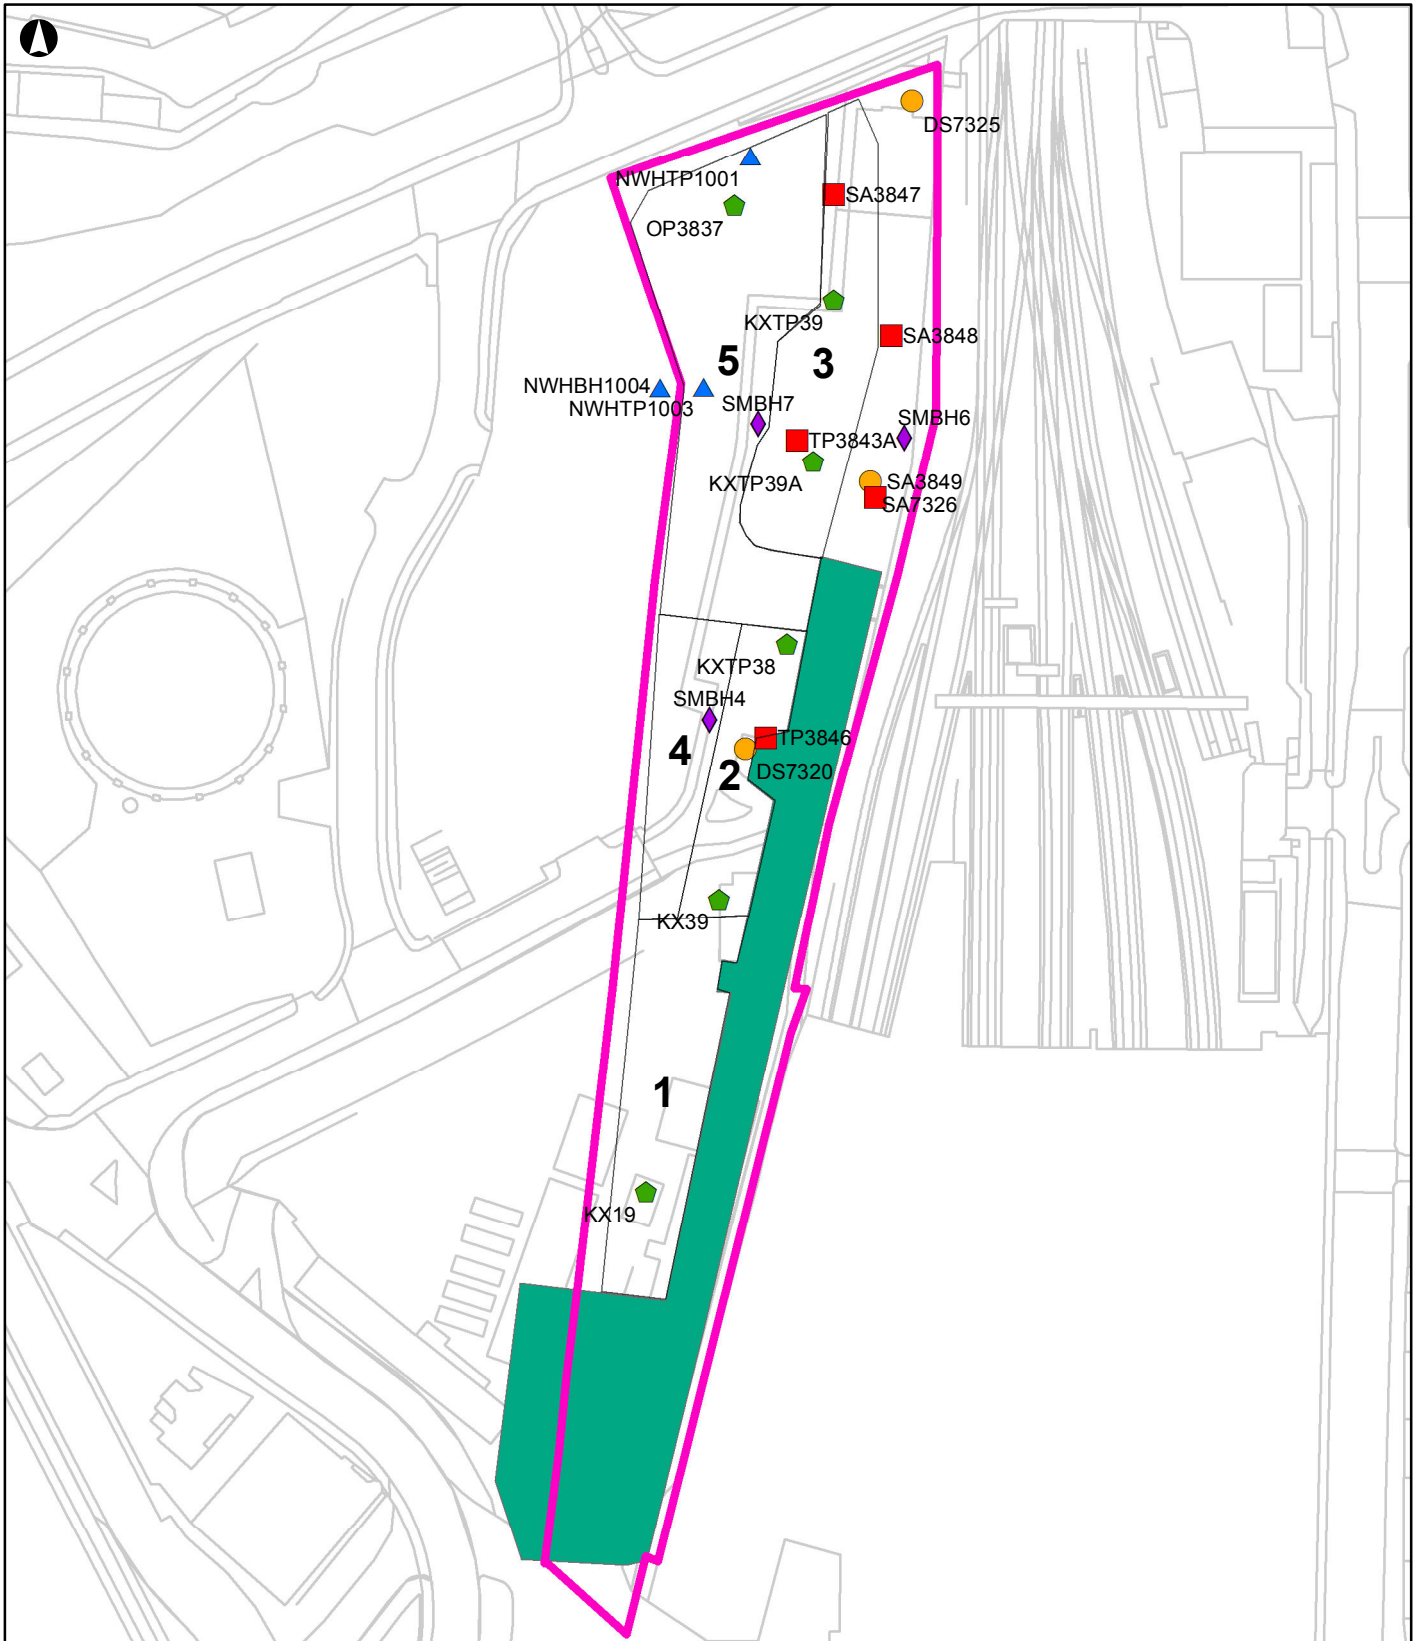 DS7325
NWHTP1001
SA3847
OP3837
KXTP39
SA3848
5
3
NWHBH1004
NWHTP1003
SMBH7
SMBH6
TP3843A
KXTP39A
SA3849
SA7326
KXTP38
SMBH4
TP3846
4
2
DS7320
KX39
1
KX19